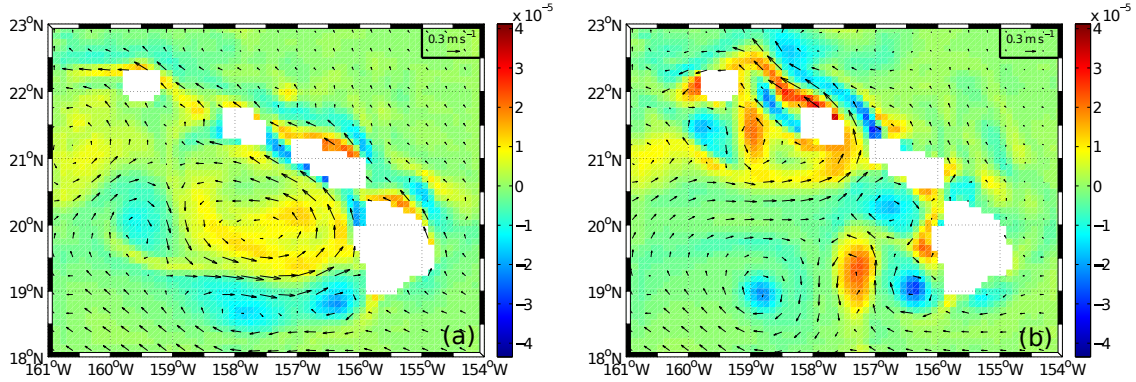 x 10⁻⁵ x 10⁻⁵
23°N 4 23°N 4
0.3 m s⁻¹ 0.3 m s⁻¹
3 3
22°N 22°N
2 2
21°N 1 21°N 1
0 0
20°N −1 20°N −1
−2 −2
19°N 19°N
−3 −3
(a) (b)
18°N −4 18°N −4
161°W 160°W 159°W 158°W 157°W 156°W 155°W 154°W 161°W 160°W 159°W 158°W 157°W 156°W 155°W 154°W